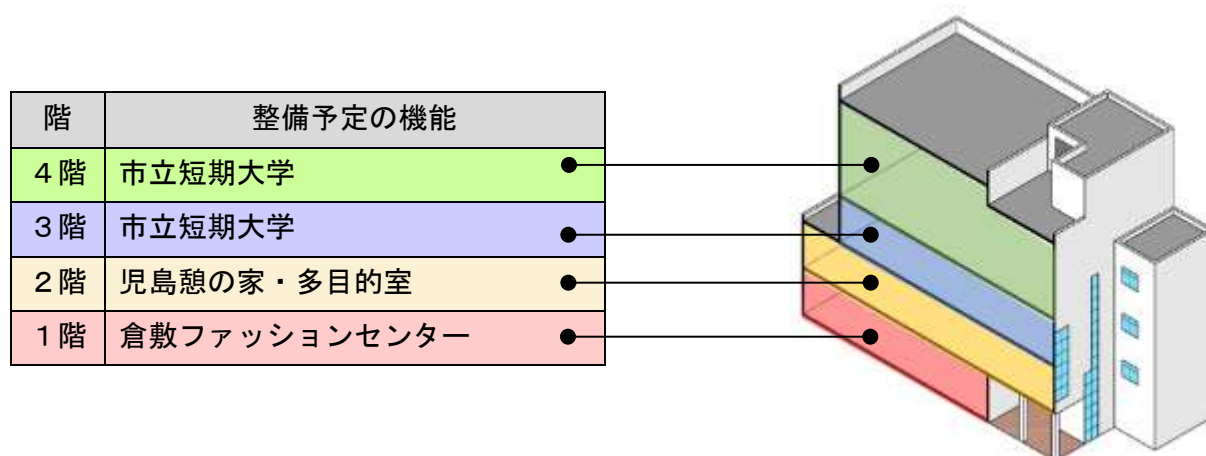 階 整備予定の機能
４階 市立短期大学
３階 市立短期大学
２階 児島憩の家・多目的室
１階 倉敷ファッションセンター